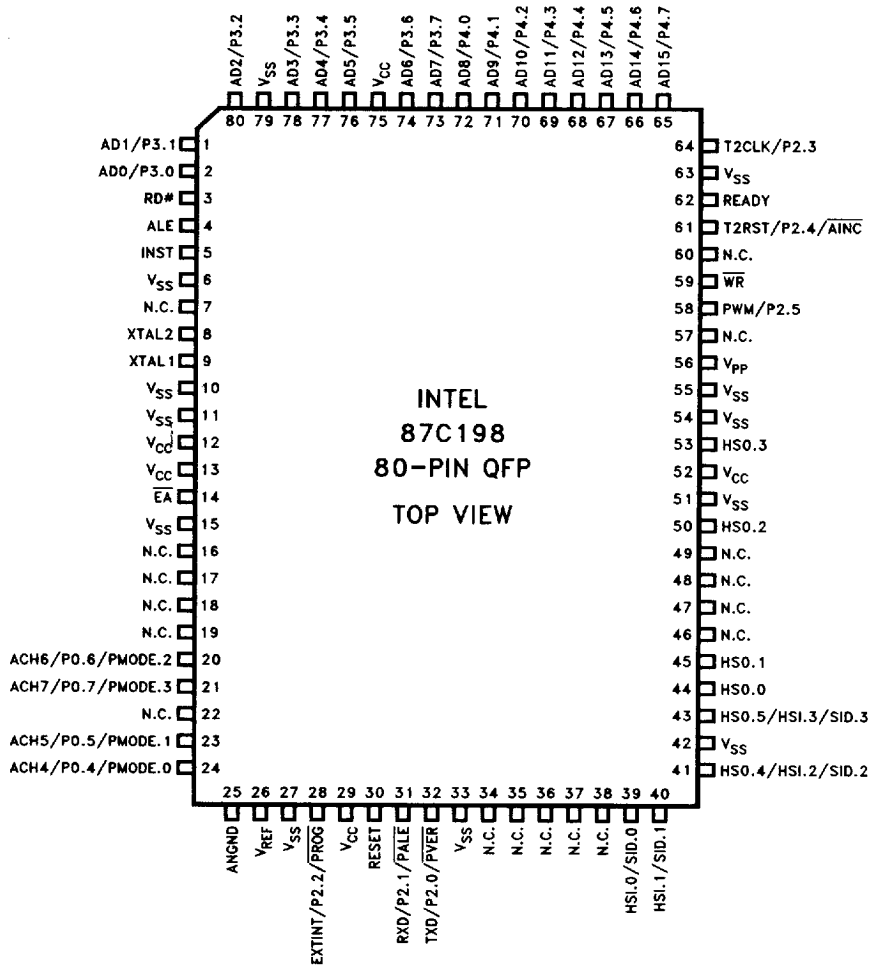 AD2/P3.2
VSS
AD3/P3.3
AD4/P3.4
AD5/P3.5
VCC
AD6/P3.6
AD7/P3.7
AD8/P4.0
AD9/P4.1
AD10/P4.2
AD11/P4.3
AD12/P4.4
AD13/P4.5
AD14/P4.6
AD15/P4.7
80 79 78 77 76 75 74 73 72 71 70 69 68 67 66 65
AD1/P3.1 1
AD0/P3.0 2
RD# 3
ALE 4
INST 5
VSS 6
N.C. 7
XTAL2 8
XTAL1 9
VSS 10
VSS 11
VCC 12
VCC 13
EA 14
VSS 15
N.C. 16
N.C. 17
N.C. 18
N.C. 19
ACH6/P0.6/PMODE.2 20
ACH7/P0.7/PMODE.3 21
N.C. 22
ACH5/P0.5/PMODE.1 23
ACH4/P0.4/PMODE.0 24
INTEL
87C198
80-PIN QFP
TOP VIEW
64 T2CLK/P2.3
63 VSS
62 READY
61 T2RST/P2.4/AINC
60 N.C.
59 WR
58 PWM/P2.5
57 N.C.
56 VPP
55 VSS
54 VSS
53 HSO.3
52 VCC
51 VSS
50 HSO.2
49 N.C.
48 N.C.
47 N.C.
46 N.C.
45 HSO.1
44 HSO.0
43 HSO.5/HSI.3/SID.3
42 VSS
41 HSO.4/HSI.2/SID.2
25 26 27 28 29 30 31 32 33 34 35 36 37 38 39 40
ANGND
VREF
VSS
EXTINT/P2.2/PROG
VCC
RESET
RXD/P2.1/PALE
TXD/P2.0/PVER
VSS
N.C.
N.C.
N.C.
N.C.
N.C.
HSI.0/SID.0
HSI.1/SID.1